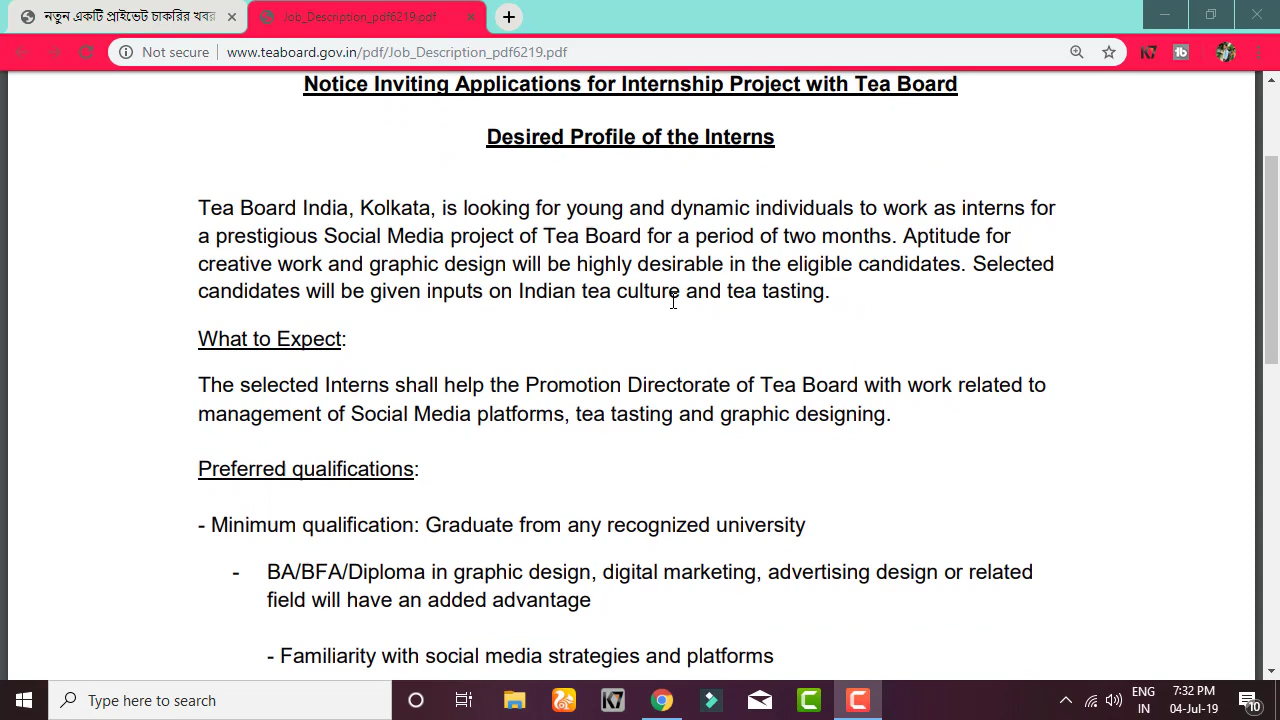 নতুন একটি প্রাইভেট চাকরির খবর
Job_Description_pdf6219.pdf
Not secure
www.teaboard.gov.in/pdf/Job_Description_pdf6219.pdf
Notice Inviting Applications for Internship Project with Tea Board
Desired Profile of the Interns
Tea Board India, Kolkata, is looking for young and dynamic individuals to work as interns for
a prestigious Social Media project of Tea Board for a period of two months. Aptitude for
creative work and graphic design will be highly desirable in the eligible candidates. Selected
candidates will be given inputs on Indian tea culture and tea tasting.
What to Expect:
The selected Interns shall help the Promotion Directorate of Tea Board with work related to
management of Social Media platforms, tea tasting and graphic designing.
Preferred qualifications:
- Minimum qualification: Graduate from any recognized university
- BA/BFA/Diploma in graphic design, digital marketing, advertising design or related
field will have an added advantage
- Familiarity with social media strategies and platforms
Type here to search
K7
ENG
IN
7:32 PM
04-Jul-19
10